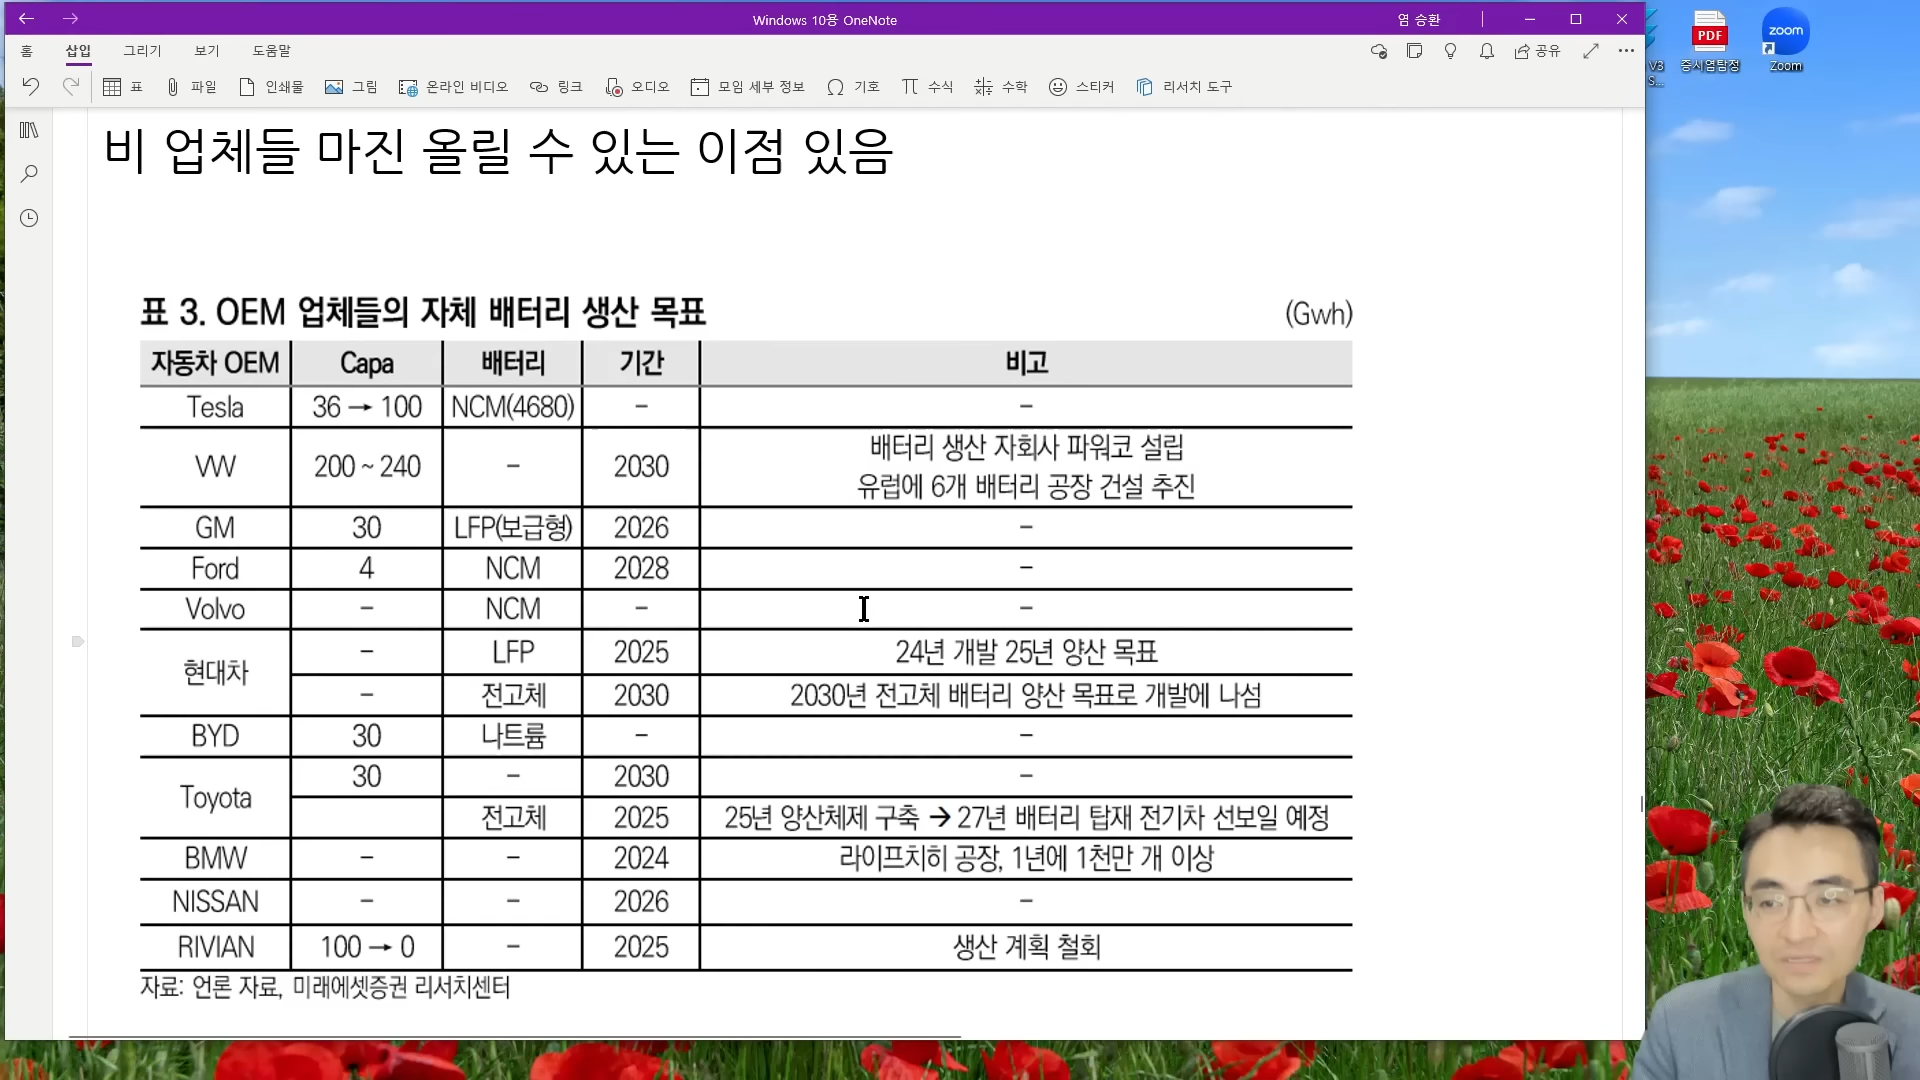 Windows 10용 OneNote
염 승환
홈 삽입 그리기 보기 도움말
공유
표 파일 인쇄물 그림 온라인 비디오 링크 오디오 모임 세부 정보 기호 수식 수학 스티커 리서치 도구
V3
S...
PDF
증시염탐정
zoom
Zoom
비 업체들 마진 올릴 수 있는 이점 있음
표 3. OEM 업체들의 자체 배터리 생산 목표 (Gwh)
자동차 OEM Capa 배터리 기간 비고
Tesla 36 → 100 NCM(4680) – –
VW 200 ~ 240 – 2030 배터리 생산 자회사 파워코 설립
유럽에 6개 배터리 공장 건설 추진
GM 30 LFP(보급형) 2026 –
Ford 4 NCM 2028 –
Volvo – NCM – –
현대차 – LFP 2025 24년 개발 25년 양산 목표
– 전고체 2030 2030년 전고체 배터리 양산 목표로 개발에 나섬
BYD 30 나트륨 – –
Toyota 30 – 2030 –
전고체 2025 25년 양산체제 구축 → 27년 배터리 탑재 전기차 선보일 예정
BMW – – 2024 라이프치히 공장, 1년에 1천만 개 이상
NISSAN – – 2026 –
RIVIAN 100 → 0 – 2025 생산 계획 철회
자료: 언론 자료, 미래에셋증권 리서치센터